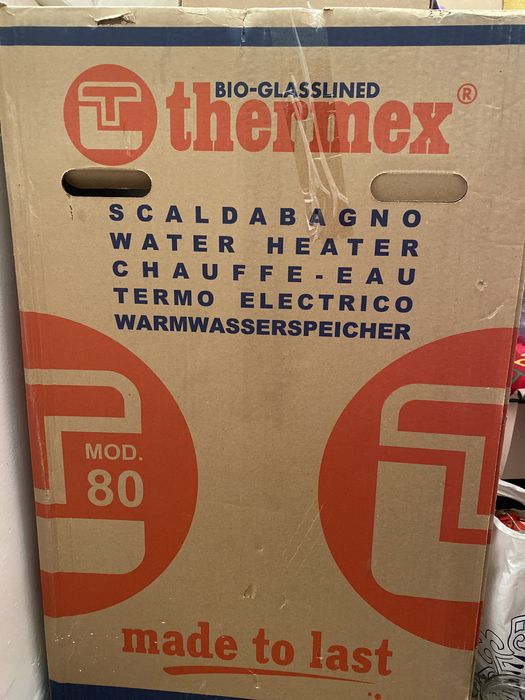 BIO-GLASSLINED
thermex®
SCALDABAGNO
WATER HEATER
CHAUFFE-EAU
TERMO ELECTRICO
WARMWASSERSPEICHER
MOD.
80
made to last